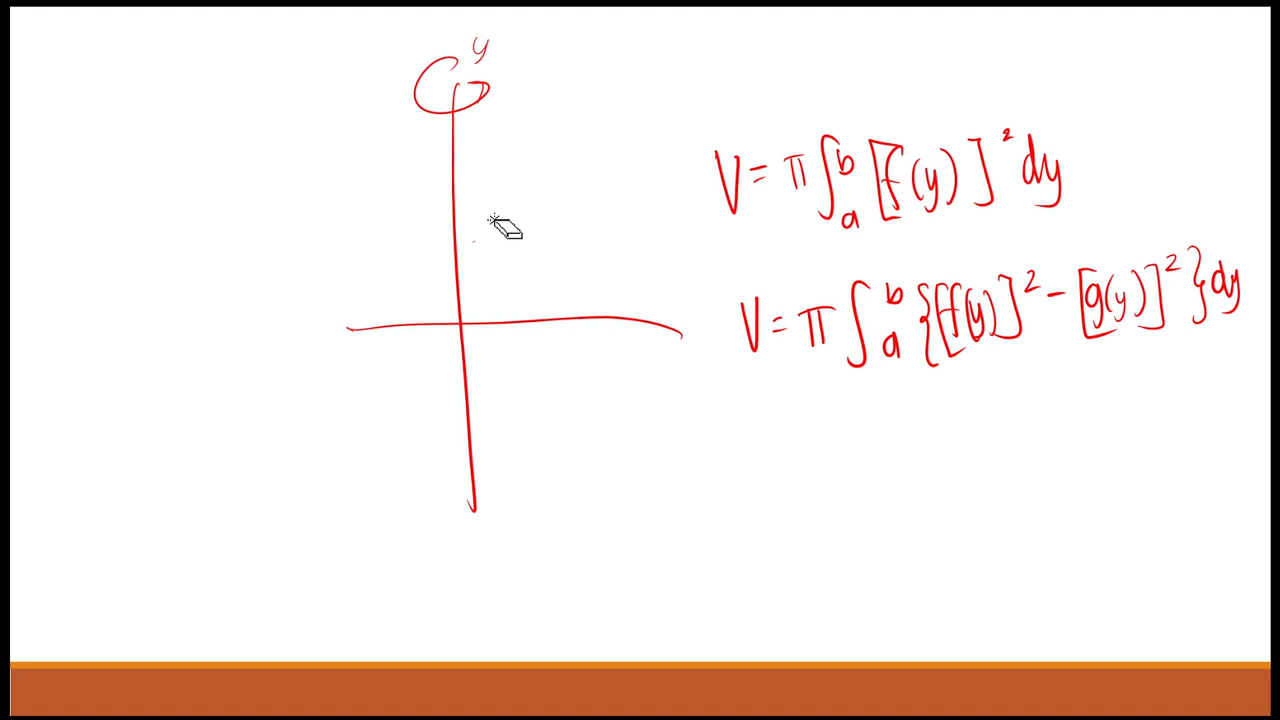 y
V = π∫ₐᵇ [f(y)]² dy
V = π∫ₐᵇ {[f(y)]² - [g(y)]²} dy